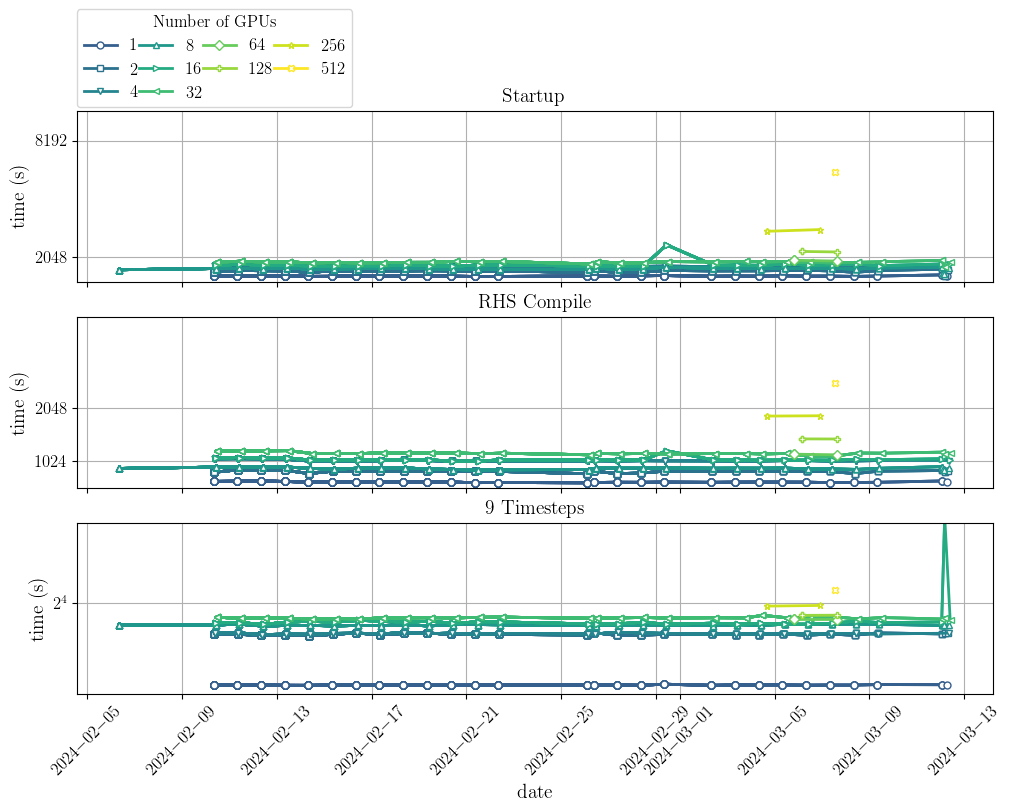 Number of GPUs
1 8 64 256
2 16 128 512
4 32
Startup
8192
2048
time (s)
RHS Compile
2048
1024
time (s)
9 Timesteps
2^4
time (s)
2024−02−05 2024−02−09 2024−02−13 2024−02−17 2024−02−21 2024−02−25 2024−02−29 2024−03−01 2024−03−05 2024−03−09 2024−03−13
date